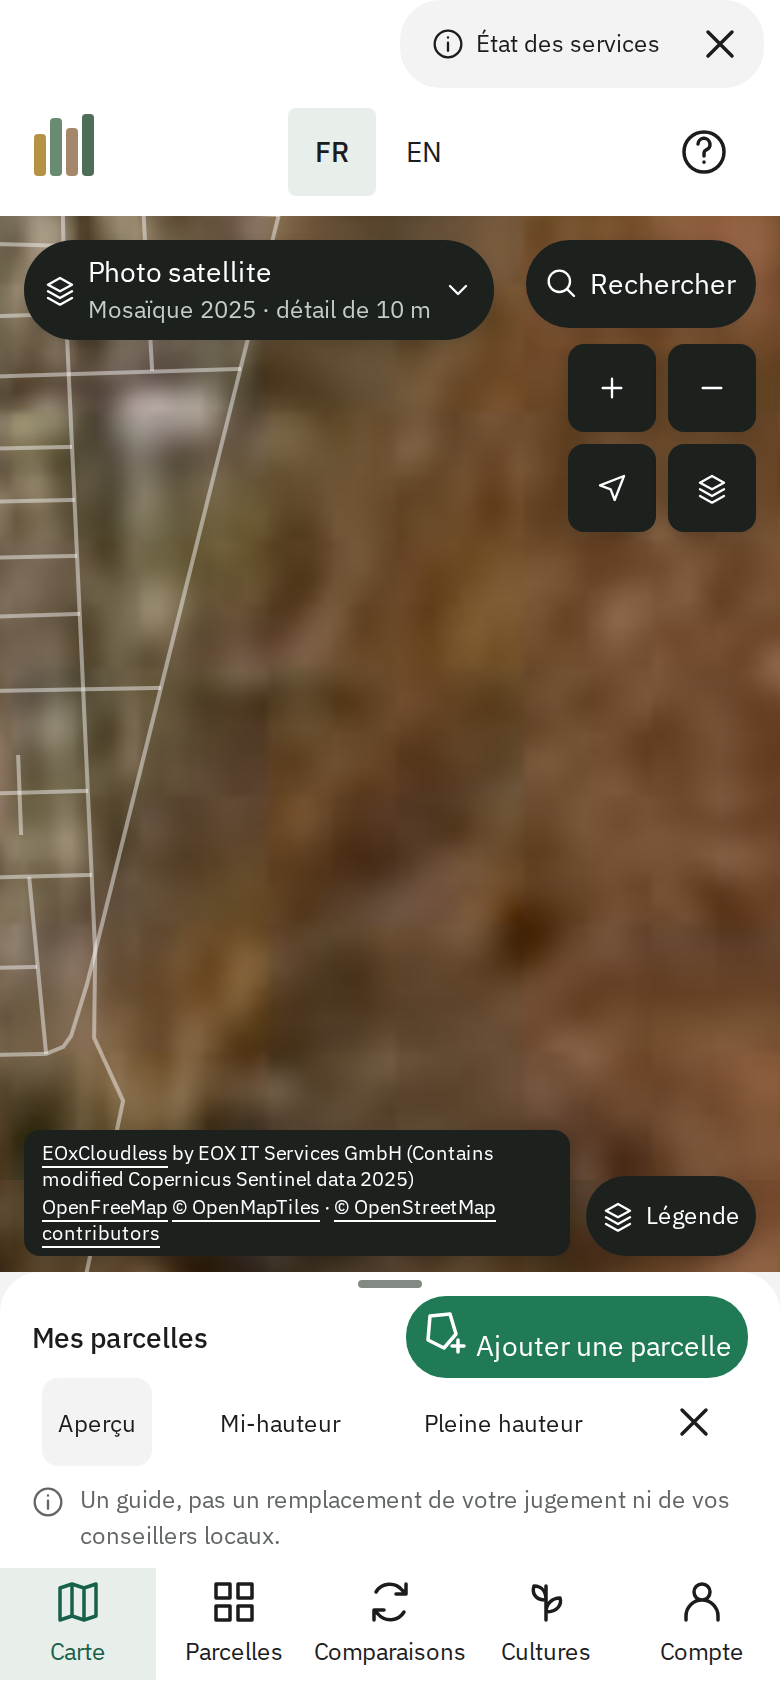 État des services
FR
EN
Photo satellite
Mosaïque 2025 · détail de 10 m
Rechercher
EOxCloudless by EOX IT Services GmbH (Contains
modified Copernicus Sentinel data 2025)
OpenFreeMap © OpenMapTiles · © OpenStreetMap
contributors
Légende
Mes parcelles
Ajouter une parcelle
Aperçu
Mi-hauteur
Pleine hauteur
Un guide, pas un remplacement de votre jugement ni de vos
conseillers locaux.
Carte
Parcelles
Comparaisons
Cultures
Compte